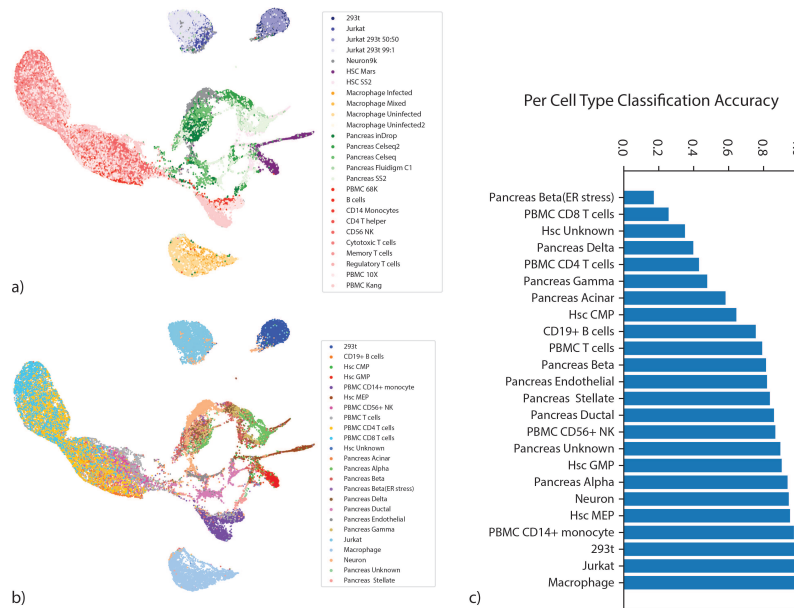 a)
293t
Jurkat
Jurkat 293t 50:50
Jurkat 293t 99:1
Neuron9k
HSC Mars
HSC SS2
Macrophage Infected
Macrophage Mixed
Macrophage Uninfected
Macrophage Uninfected2
Pancreas inDrop
Pancreas Celseq2
Pancreas Celseq
Pancreas Fluidigm C1
Pancreas SS2
PBMC 68K
B cells
CD14 Monocytes
CD4 T helper
CD56 NK
Cytotoxic T cells
Memory T cells
Regulatory T cells
PBMC 10X
PBMC Kang
b)
293t
CD19+ B cells
Hsc CMP
Hsc GMP
PBMC CD14+ monocyte
Hsc MEP
PBMC CD56+ NK
PBMC T cells
PBMC CD4 T cells
PBMC CD8 T cells
Hsc Unknown
Pancreas Acinar
Pancreas Alpha
Pancreas Beta
Pancreas Beta(ER stress)
Pancreas Delta
Pancreas Ductal
Pancreas Endothelial
Pancreas Gamma
Jurkat
Macrophage
Neuron
Pancreas Unknown
Pancreas Stellate
c)
Per Cell Type Classification Accuracy
0.0
0.2
0.4
0.6
0.8
Pancreas Beta(ER stress)
PBMC CD8 T cells
Hsc Unknown
Pancreas Delta
PBMC CD4 T cells
Pancreas Gamma
Pancreas Acinar
Hsc CMP
CD19+ B cells
PBMC T cells
Pancreas Beta
Pancreas Endothelial
Pancreas Stellate
Pancreas Ductal
PBMC CD56+ NK
Pancreas Unknown
Hsc GMP
Pancreas Alpha
Neuron
Hsc MEP
PBMC CD14+ monocyte
293t
Jurkat
Macrophage